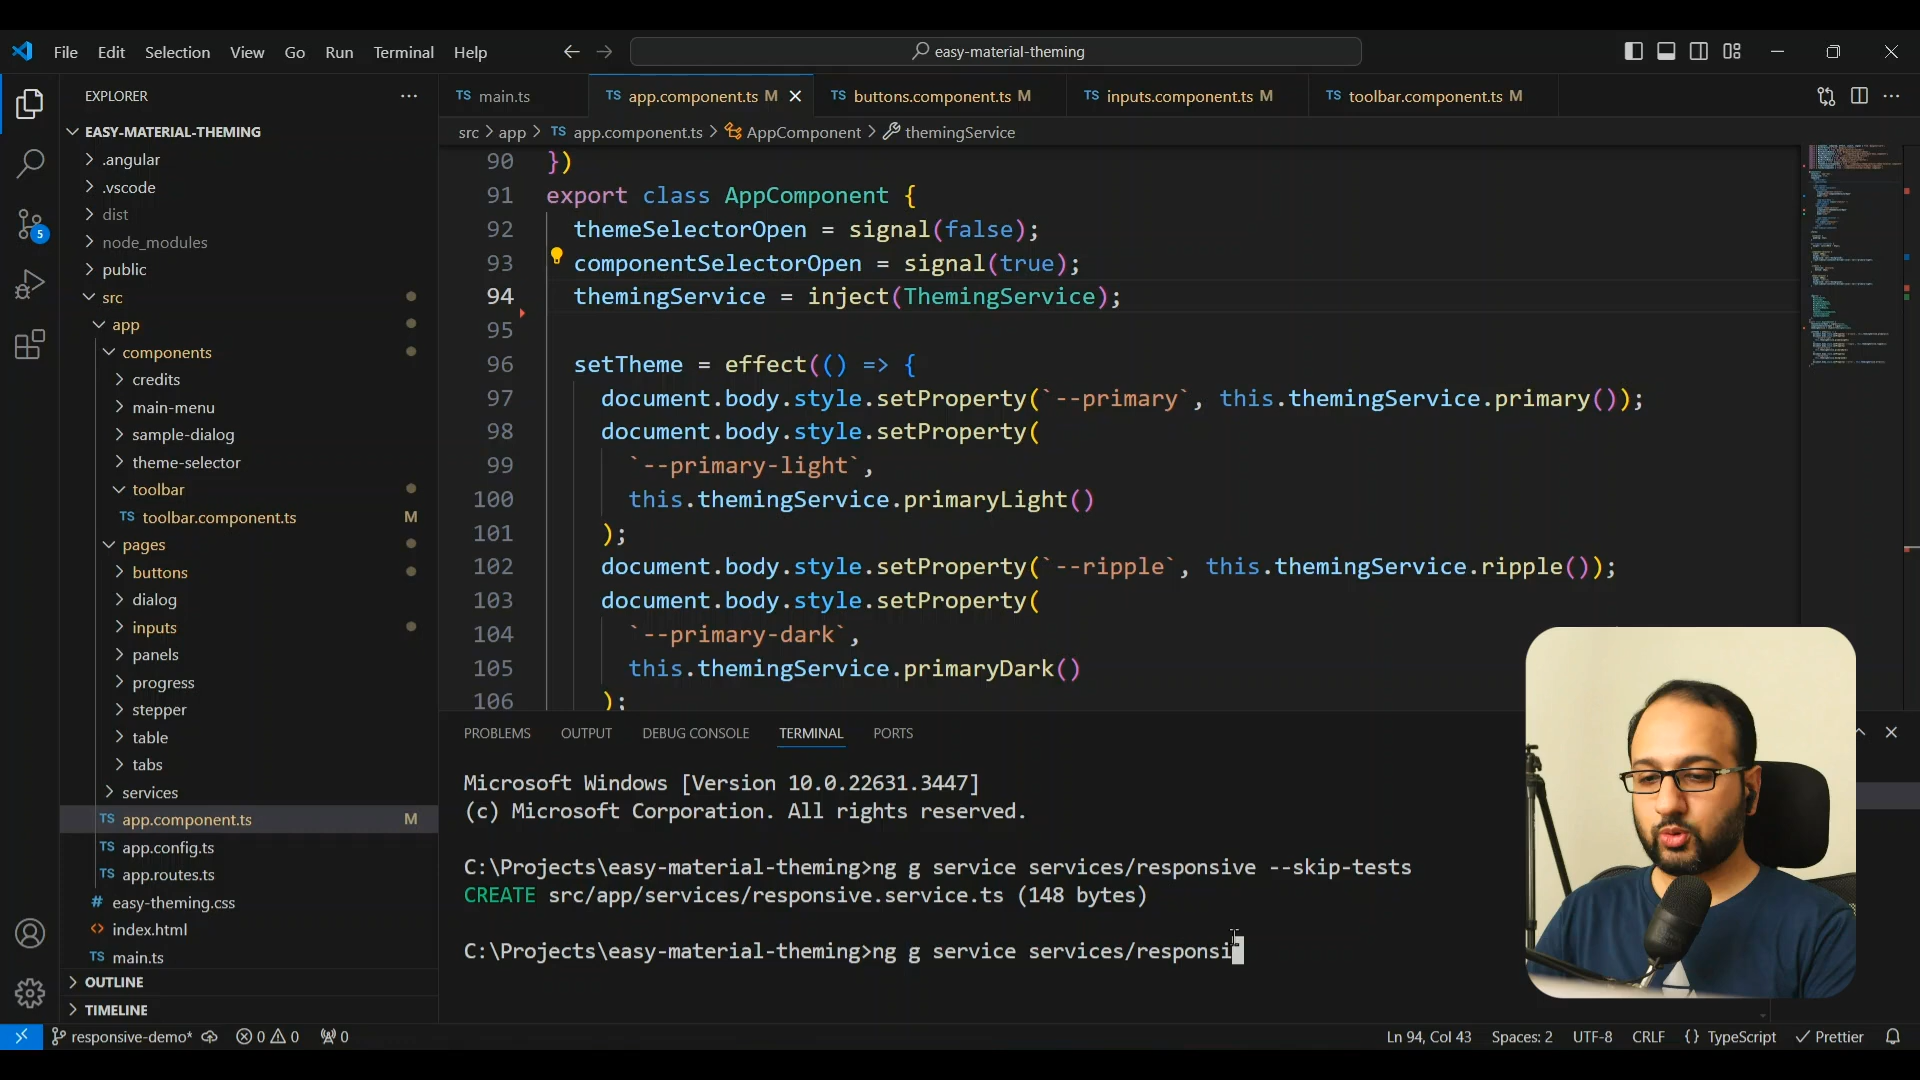 File Edit Selection View Go Run Terminal Help
easy-material-theming
EXPLORER
EASY-MATERIAL-THEMING
.angular
.vscode
dist
node_modules
public
src
app
components
credits
main-menu
sample-dialog
theme-selector
toolbar
TS toolbar.component.ts M
pages
buttons
dialog
inputs
panels
progress
stepper
table
tabs
services
TS app.component.ts M
TS app.config.ts
TS app.routes.ts
# easy-theming.css
index.html
TS main.ts
OUTLINE
TIMELINE
5
TS main.ts
TS app.component.ts M
TS buttons.component.ts M
TS inputs.component.ts M
TS toolbar.component.ts M
src > app > TS app.component.ts > AppComponent > themingService
90 })
91 export class AppComponent {
92 themeSelectorOpen = signal(false);
93 componentSelectorOpen = signal(true);
94 themingService = inject(ThemingService);
95
96 setTheme = effect(() => {
97 document.body.style.setProperty(`--primary`, this.themingService.primary());
98 document.body.style.setProperty(
99 `--primary-light`,
100 this.themingService.primaryLight()
101 );
102 document.body.style.setProperty(`--ripple`, this.themingService.ripple());
103 document.body.style.setProperty(
104 `--primary-dark`,
105 this.themingService.primaryDark()
106 );
PROBLEMS OUTPUT DEBUG CONSOLE TERMINAL PORTS
Microsoft Windows [Version 10.0.22631.3447]
(c) Microsoft Corporation. All rights reserved.
C:\Projects\easy-material-theming>ng g service services/responsive --skip-tests
CREATE src/app/services/responsive.service.ts (148 bytes)
C:\Projects\easy-material-theming>ng g service services/responsi
responsive-demo* 0 0 0
Ln 94, Col 43 Spaces: 2 UTF-8 CRLF {} TypeScript Prettier